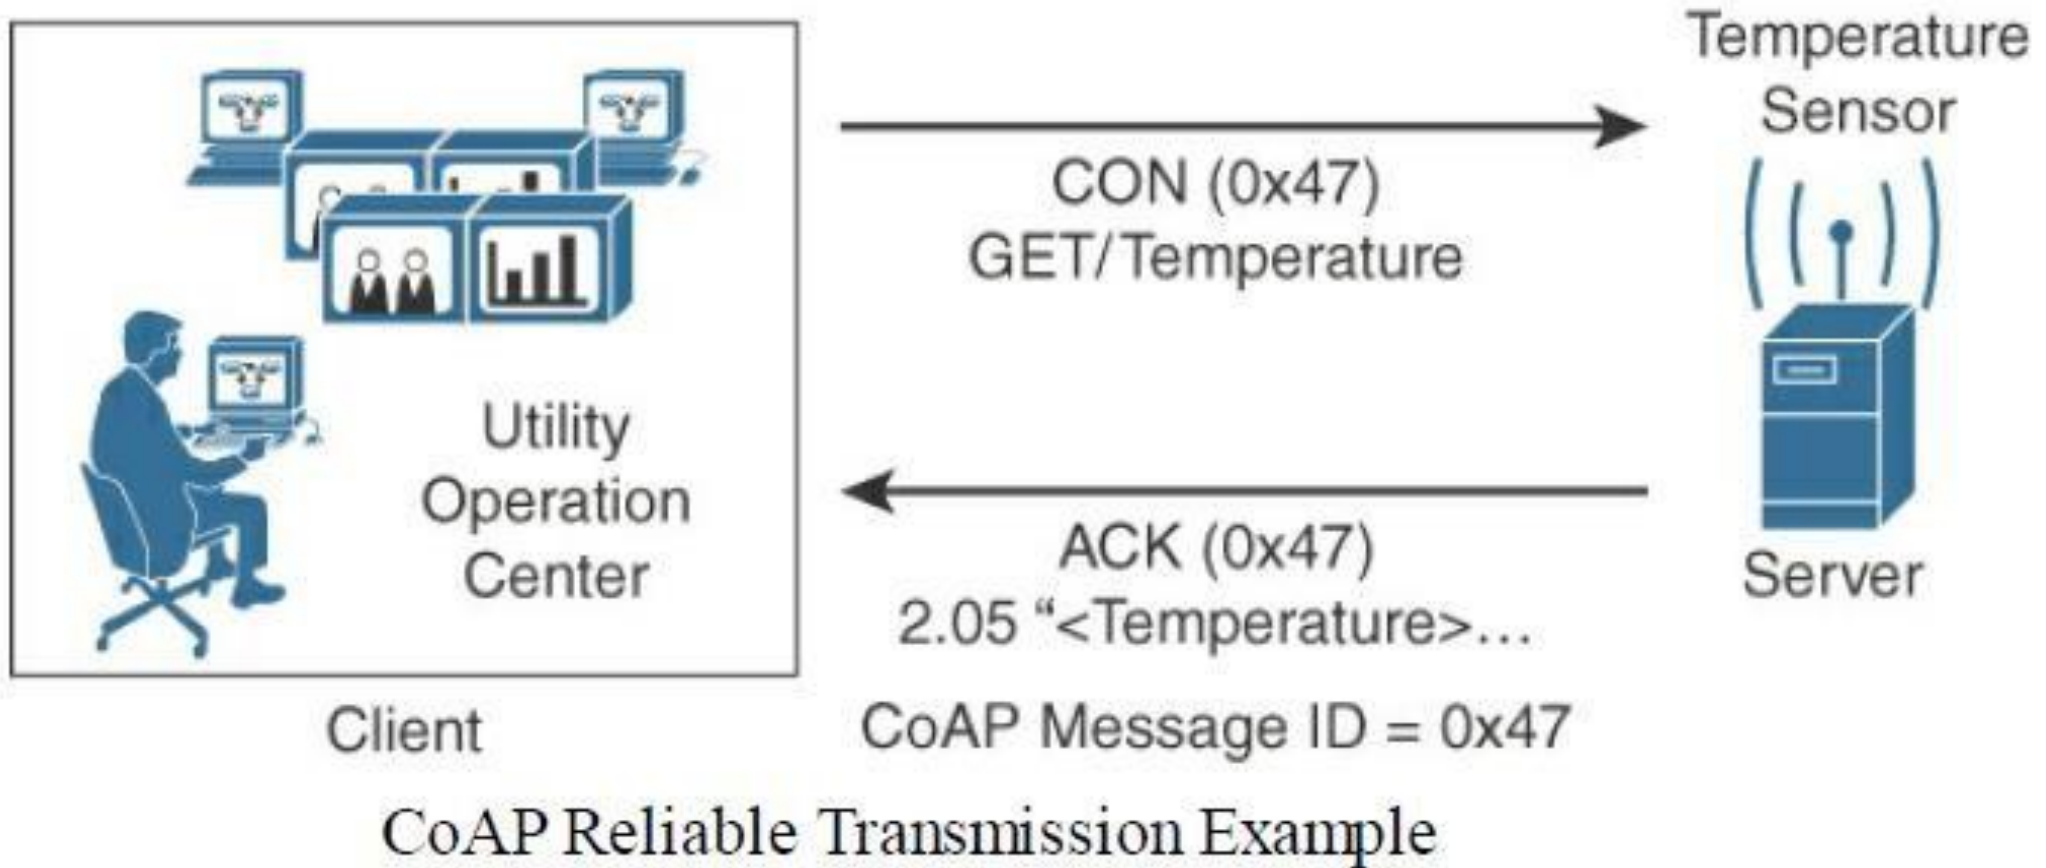 Temperature
Sensor
CON (0x47)
GET/Temperature
Utility
Operation
Center
ACK (0x47)
2.05 “<Temperature>...
Server
Client
CoAP Message ID = 0x47
CoAP Reliable Transmission Example